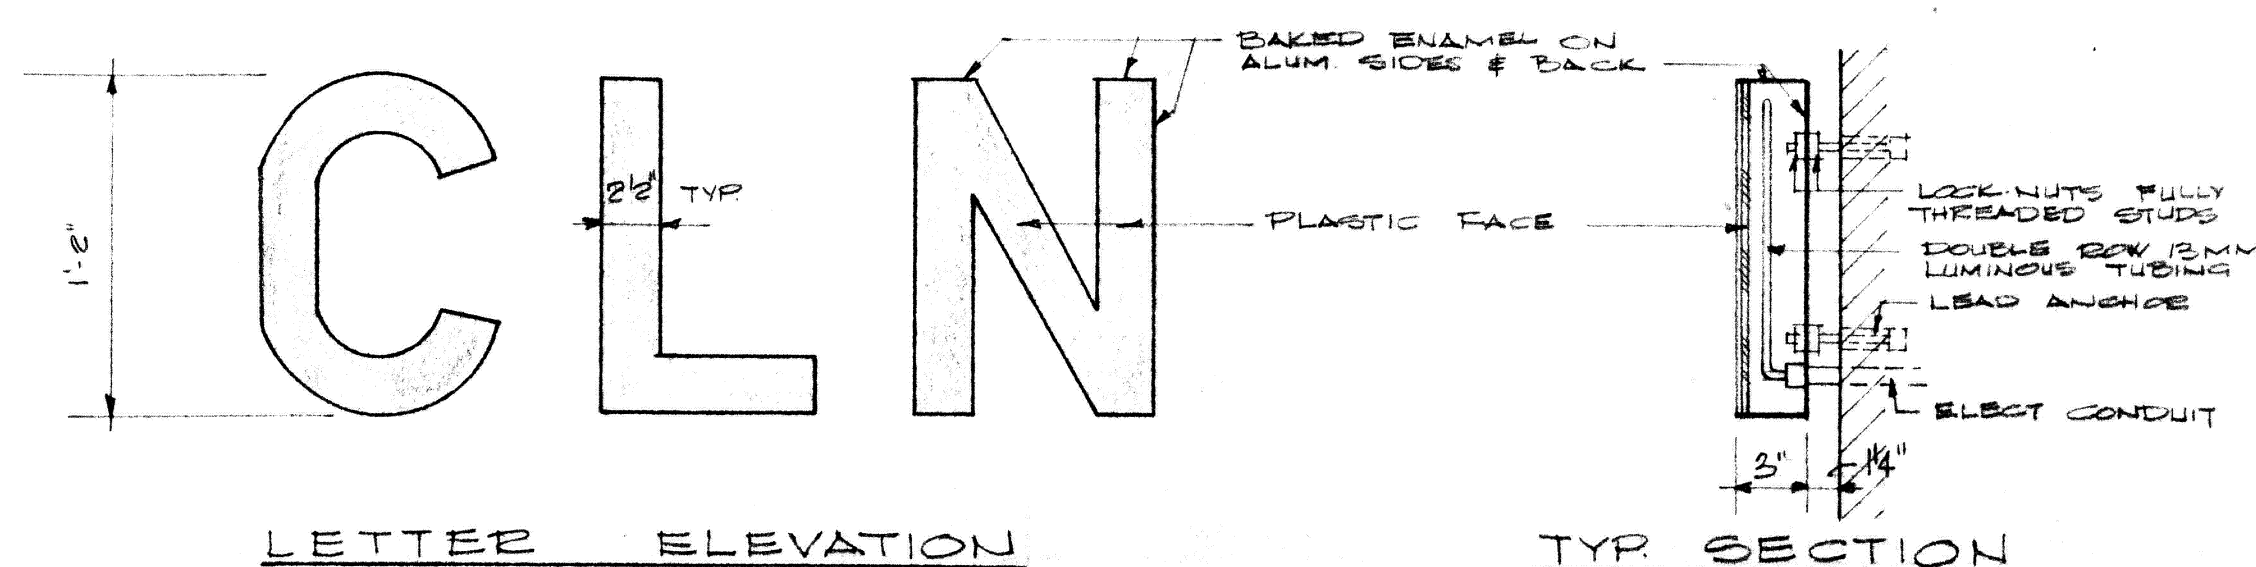 C L N
BAKED ENAMEL ON
ALUM. SIDES & BACK
1'-2"
2½" TYP.
PLASTIC FACE
LOCK-NUTS FULLY
THREADED STUDS
DOUBLE ROW 13MM
LUMINOUS TUBING
LEAD ANCHOR
ELECT CONDUIT
3"
1¼"
LETTER ELEVATION
TYP. SECTION